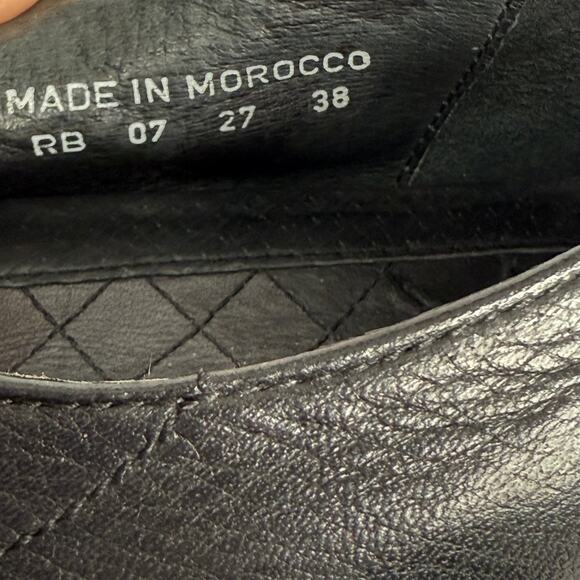 MADE IN MOROCCO
RB 07 27 38